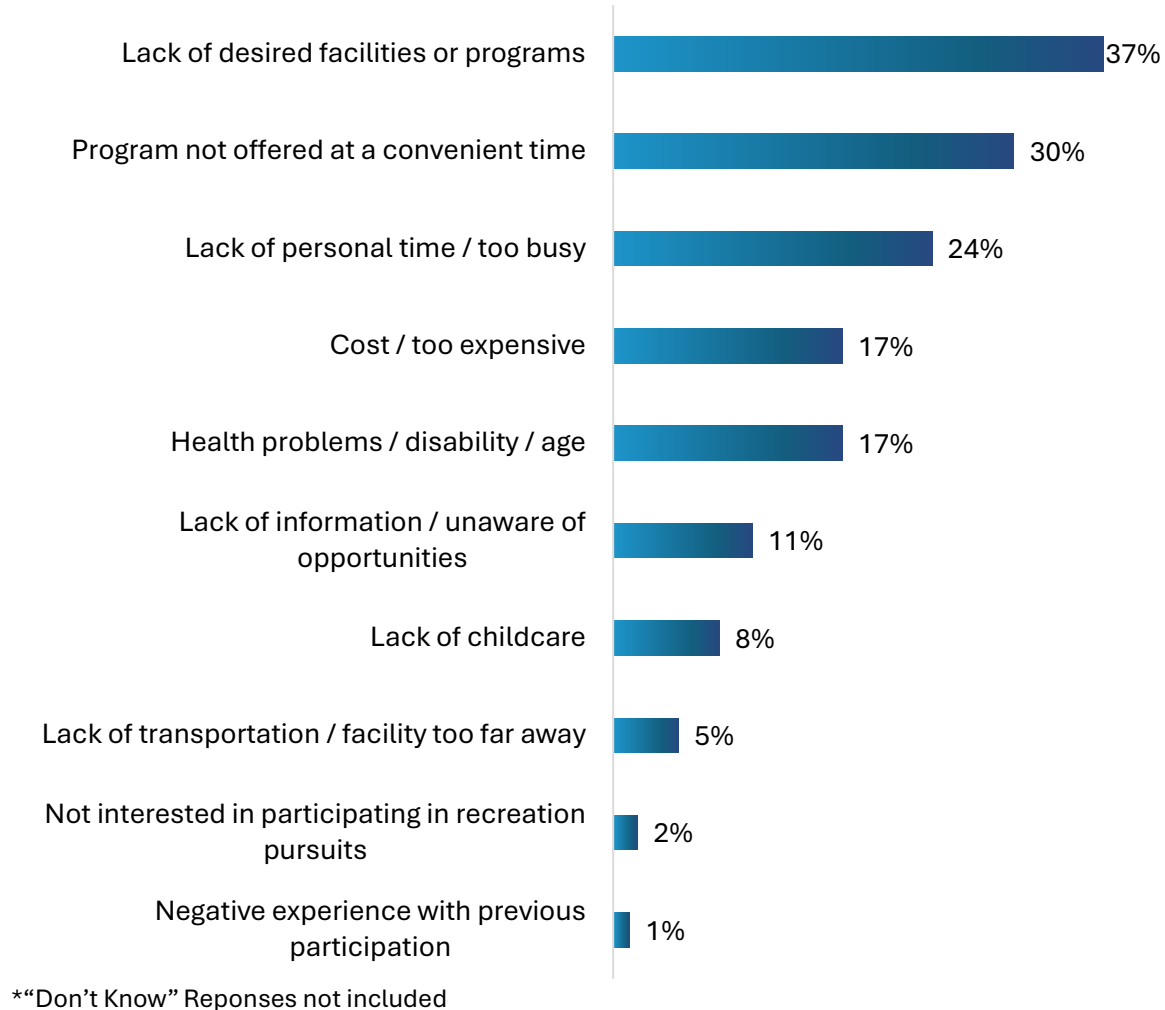 Lack of desired facilities or programs 37%
Program not offered at a convenient time 30%
Lack of personal time / too busy 24%
Cost / too expensive 17%
Health problems / disability / age 17%
Lack of information / unaware of
opportunities 11%
Lack of childcare 8%
Lack of transportation / facility too far away 5%
Not interested in participating in recreation
pursuits 2%
Negative experience with previous
participation 1%
*“Don’t Know” Reponses not included